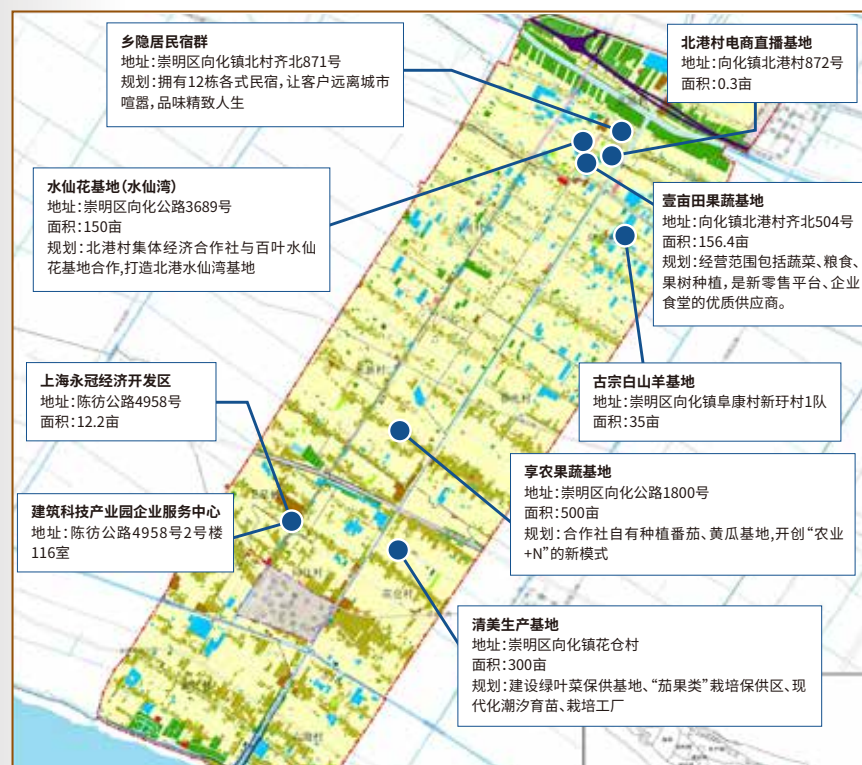 乡隐居民宿群
地址:崇明区向化镇北村齐北871号
规划:拥有12栋各式民宿,让客户远离城市
喧嚣,品味精致人生
北港村电商直播基地
地址:向化镇北港村872号
面积:0.3亩
水仙花基地(水仙湾)
地址:崇明区向化公路3689号
面积:150亩
规划:北港村集体经济合作社与百叶水仙
花基地合作,打造北港水仙湾基地
壹亩田果蔬基地
地址:向化镇北港村齐北504号
面积:156.4亩
规划:经营范围包括蔬菜、粮食、
果树种植,是新零售平台、企业
食堂的优质供应商。
古宗白山羊基地
地址:崇明区向化镇阜康村新玗村1队
面积:35亩
上海永冠经济开发区
地址:陈彷公路4958号
面积:12.2亩
享农果蔬基地
地址:崇明区向化公路1800号
面积:500亩
规划:合作社自有种植番茄、黄瓜基地,开创“农业
+N”的新模式
建筑科技产业园企业服务中心
地址:陈彷公路4958号2号楼
116室
清美生产基地
地址:崇明区向化镇花仓村
面积:300亩
规划:建设绿叶菜保供基地、“茄果类”栽培保供区、现
代化潮汐育苗、栽培工厂